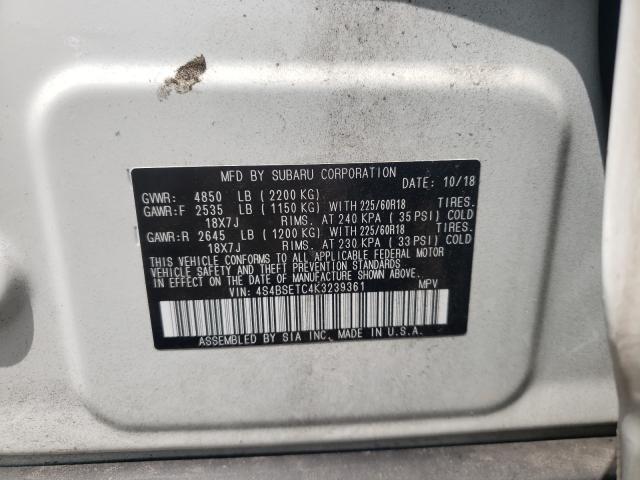 MFD BY SUBARU CORPORATION
DATE: 10/18
GVWR: 4850 LB ( 2200 KG)
GAWR:F 2535 LB ( 1150 KG) WITH 225/60R18 TIRES.
18X7J RIMS. AT 240 KPA ( 35 PSI) COLD
GAWR:R 2645 LB ( 1200 KG) WITH 225/60R18 TIRES.
18X7J RIMS. AT 230 KPA ( 33 PSI) COLD
THIS VEHICLE CONFORMS TO ALL APPLICABLE FEDERAL MOTOR
VEHICLE SAFETY AND THEFT PREVENTION STANDARDS
IN EFFECT ON THE DATE OF MANUFACTURE SHOWN ABOVE.
VIN: 4S4BSETC4K3239361 MPV
ASSEMBLED BY SIA INC. MADE IN U.S.A.